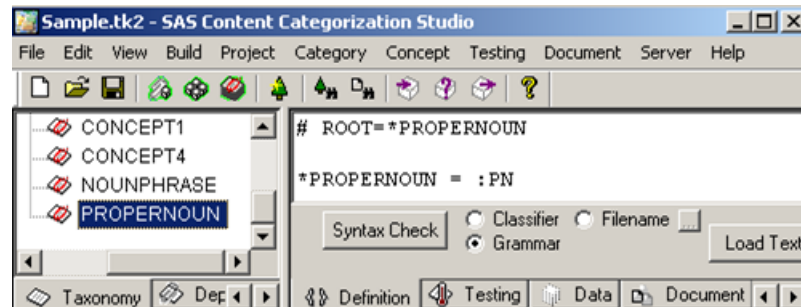 Sample.tk2 - SAS Content Categorization Studio
File Edit View Build Project Category Concept Testing Document Server Help
CONCEPT1
CONCEPT4
NOUNPHRASE
PROPERNOUN
# ROOT=*PROPERNOUN
*PROPERNOUN = :PN
Syntax Check
Classifier Filename ...
Grammar
Load Text
Taxonomy
Definition Testing Data Document